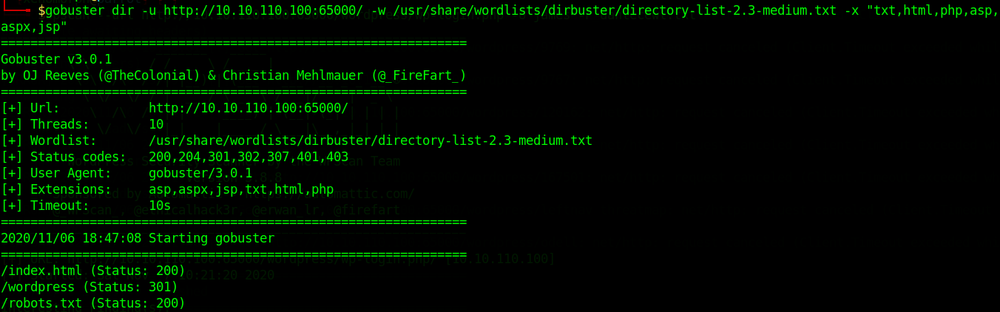 $gobuster dir -u http://10.10.110.100:65000/ -w /usr/share/wordlists/dirbuster/directory-list-2.3-medium.txt -x "txt,html,php,asp,
aspx,jsp"
===============================================================
Gobuster v3.0.1
by OJ Reeves (@TheColonial) & Christian Mehlmauer (@_FireFart_)
===============================================================
[+] Url: http://10.10.110.100:65000/
[+] Threads: 10
[+] Wordlist: /usr/share/wordlists/dirbuster/directory-list-2.3-medium.txt
[+] Status codes: 200,204,301,302,307,401,403
[+] User Agent: gobuster/3.0.1
[+] Extensions: asp,aspx,jsp,txt,html,php
[+] Timeout: 10s
===============================================================
2020/11/06 18:47:08 Starting gobuster
===============================================================
/index.html (Status: 200)
/wordpress (Status: 301)
/robots.txt (Status: 200)